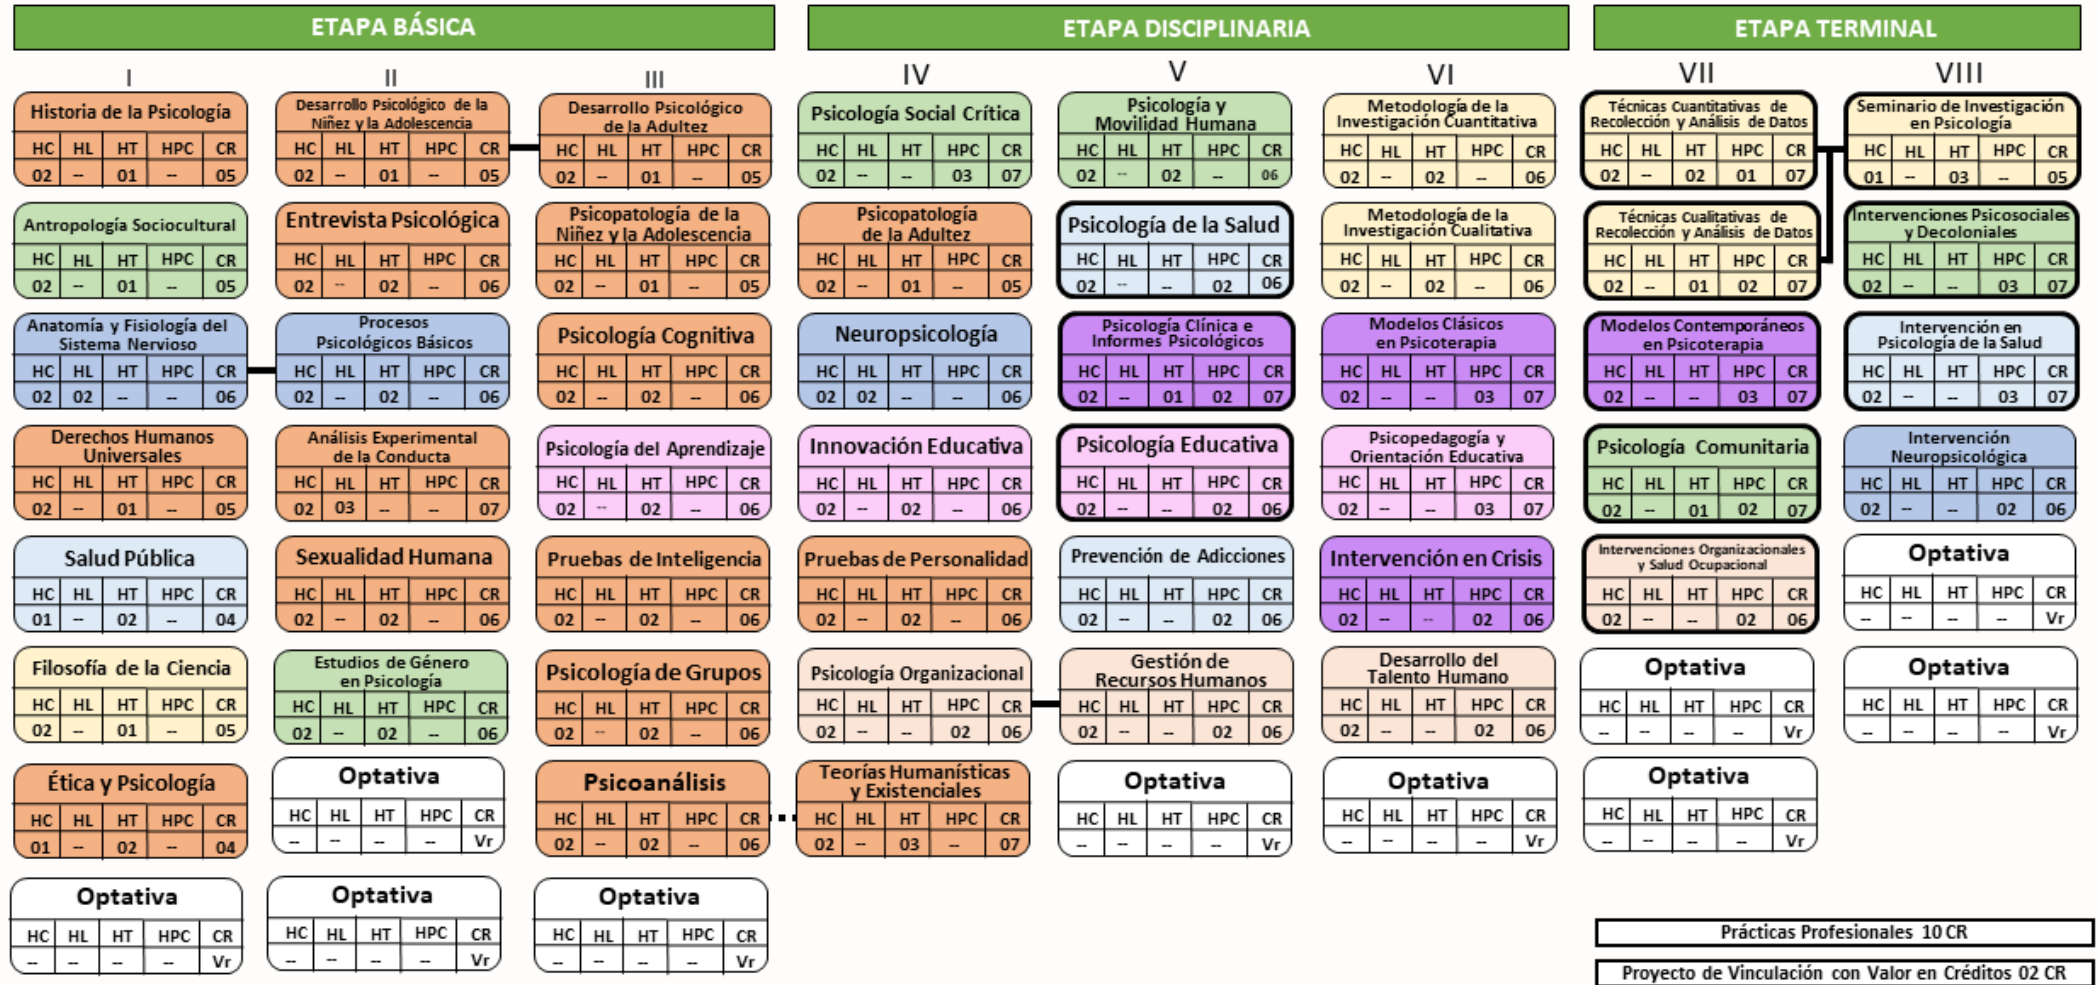 ETAPA BÁSICA
ETAPA DISCIPLINARIA
ETAPA TERMINAL
I
II
III
IV
V
VI
VII
VIII
Historia de la Psicología
HC HL HT HPC CR
02 -- 01 -- 05
Desarrollo Psicológico de la
Niñez y la Adolescencia
HC HL HT HPC CR
02 -- 01 -- 05
Desarrollo Psicológico
de la Adultez
HC HL HT HPC CR
02 -- 01 -- 05
Psicología Social Crítica
HC HL HT HPC CR
02 -- -- 03 07
Psicología y
Movilidad Humana
HC HL HT HPC CR
02 -- 02 -- 06
Metodología de la
Investigación Cuantitativa
HC HL HT HPC CR
02 -- 02 -- 06
Técnicas Cuantitativas de
Recolección y Análisis de Datos
HC HL HT HPC CR
02 -- 02 01 07
Seminario de Investigación
en Psicología
HC HL HT HPC CR
01 -- 03 -- 05
Antropología Sociocultural
HC HL HT HPC CR
02 -- 01 -- 05
Entrevista Psicológica
HC HL HT HPC CR
02 -- 02 -- 06
Psicopatología de la
Niñez y la Adolescencia
HC HL HT HPC CR
02 -- 01 -- 05
Psicopatología
de la Adultez
HC HL HT HPC CR
02 -- 01 -- 05
Psicología de la Salud
HC HL HT HPC CR
02 -- -- 02 06
Metodología de la
Investigación Cualitativa
HC HL HT HPC CR
02 -- 02 -- 06
Técnicas Cualitativas de
Recolección y Análisis de Datos
HC HL HT HPC CR
02 -- 01 02 07
Intervenciones Psicosociales
y Decoloniales
HC HL HT HPC CR
02 -- -- 03 07
Anatomía y Fisiología del
Sistema Nervioso
HC HL HT HPC CR
02 02 -- -- 06
Procesos
Psicológicos Básicos
HC HL HT HPC CR
02 -- 02 -- 06
Psicología Cognitiva
HC HL HT HPC CR
02 -- 02 -- 06
Neuropsicología
HC HL HT HPC CR
02 02 -- -- 06
Psicología Clínica e
Informes Psicológicos
HC HL HT HPC CR
02 -- 01 02 07
Modelos Clásicos
en Psicoterapia
HC HL HT HPC CR
02 -- -- 03 07
Modelos Contemporáneos
en Psicoterapia
HC HL HT HPC CR
02 -- -- 03 07
Intervención en
Psicología de la Salud
HC HL HT HPC CR
02 -- -- 03 07
Derechos Humanos
Universales
HC HL HT HPC CR
02 -- 01 -- 05
Análisis Experimental
de la Conducta
HC HL HT HPC CR
02 03 -- -- 07
Psicología del Aprendizaje
HC HL HT HPC CR
02 -- 02 -- 06
Innovación Educativa
HC HL HT HPC CR
02 -- 02 -- 06
Psicología Educativa
HC HL HT HPC CR
02 -- -- 02 06
Psicopedagogía y
Orientación Educativa
HC HL HT HPC CR
02 -- -- 03 07
Psicología Comunitaria
HC HL HT HPC CR
02 -- 01 02 07
Intervención
Neuropsicológica
HC HL HT HPC CR
02 -- -- 02 06
Salud Pública
HC HL HT HPC CR
01 -- 02 -- 04
Sexualidad Humana
HC HL HT HPC CR
02 -- 02 -- 06
Pruebas de Inteligencia
HC HL HT HPC CR
02 -- 02 -- 06
Pruebas de Personalidad
HC HL HT HPC CR
02 -- 02 -- 06
Prevención de Adicciones
HC HL HT HPC CR
02 -- -- 02 06
Intervención en Crisis
HC HL HT HPC CR
02 -- -- 02 06
Intervenciones Organizacionales
y Salud Ocupacional
HC HL HT HPC CR
02 -- -- 02 06
Optativa
HC HL HT HPC CR
-- -- -- -- Vr
Filosofía de la Ciencia
HC HL HT HPC CR
02 -- 01 -- 05
Estudios de Género
en Psicología
HC HL HT HPC CR
02 -- 02 -- 06
Psicología de Grupos
HC HL HT HPC CR
02 -- 02 -- 06
Psicología Organizacional
HC HL HT HPC CR
02 -- -- 02 06
Gestión de
Recursos Humanos
HC HL HT HPC CR
02 -- -- 02 06
Desarrollo del
Talento Humano
HC HL HT HPC CR
02 -- -- 02 06
Optativa
HC HL HT HPC CR
-- -- -- -- Vr
Optativa
HC HL HT HPC CR
-- -- -- -- Vr
Ética y Psicología
HC HL HT HPC CR
01 -- 02 -- 04
Optativa
HC HL HT HPC CR
-- -- -- -- Vr
Psicoanálisis
HC HL HT HPC CR
02 -- 02 -- 06
Teorías Humanísticas
y Existenciales
HC HL HT HPC CR
02 -- 03 -- 07
Optativa
HC HL HT HPC CR
-- -- -- -- Vr
Optativa
HC HL HT HPC CR
-- -- -- -- Vr
Optativa
HC HL HT HPC CR
-- -- -- -- Vr
Optativa
HC HL HT HPC CR
-- -- -- -- Vr
Optativa
HC HL HT HPC CR
-- -- -- -- Vr
Optativa
HC HL HT HPC CR
-- -- -- -- Vr
Prácticas Profesionales 10 CR
Proyecto de Vinculación con Valor en Créditos 02 CR